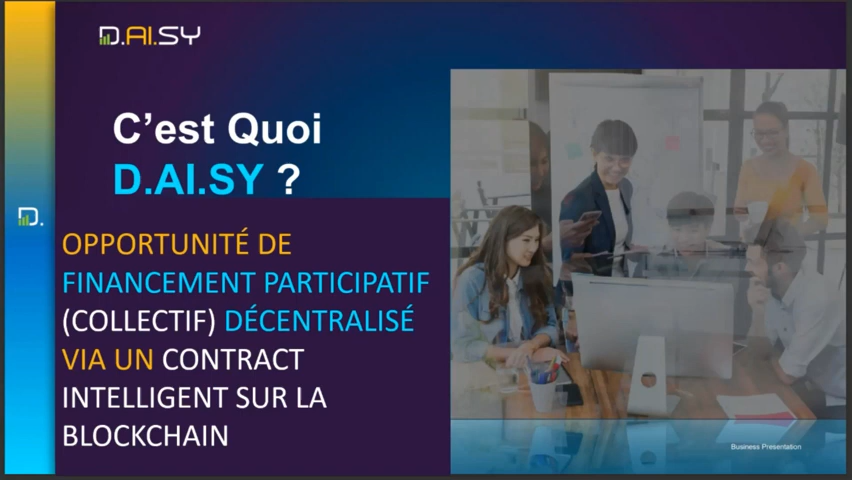 D.AI.SY
C’est Quoi
D.AI.SY ?
D.
OPPORTUNITÉ DE
FINANCEMENT PARTICIPATIF
(COLLECTIF) DÉCENTRALISÉ
VIA UN CONTRACT
INTELLIGENT SUR LA
BLOCKCHAIN
Business Presentation